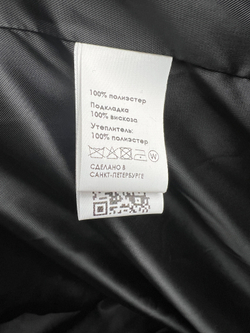 100% полиэстер
Подкладка
100% вискоза
Утеплитель:
100% полиэстер
W
СДЕЛАНО В
САНКТ-ПЕТЕРБУРГЕ